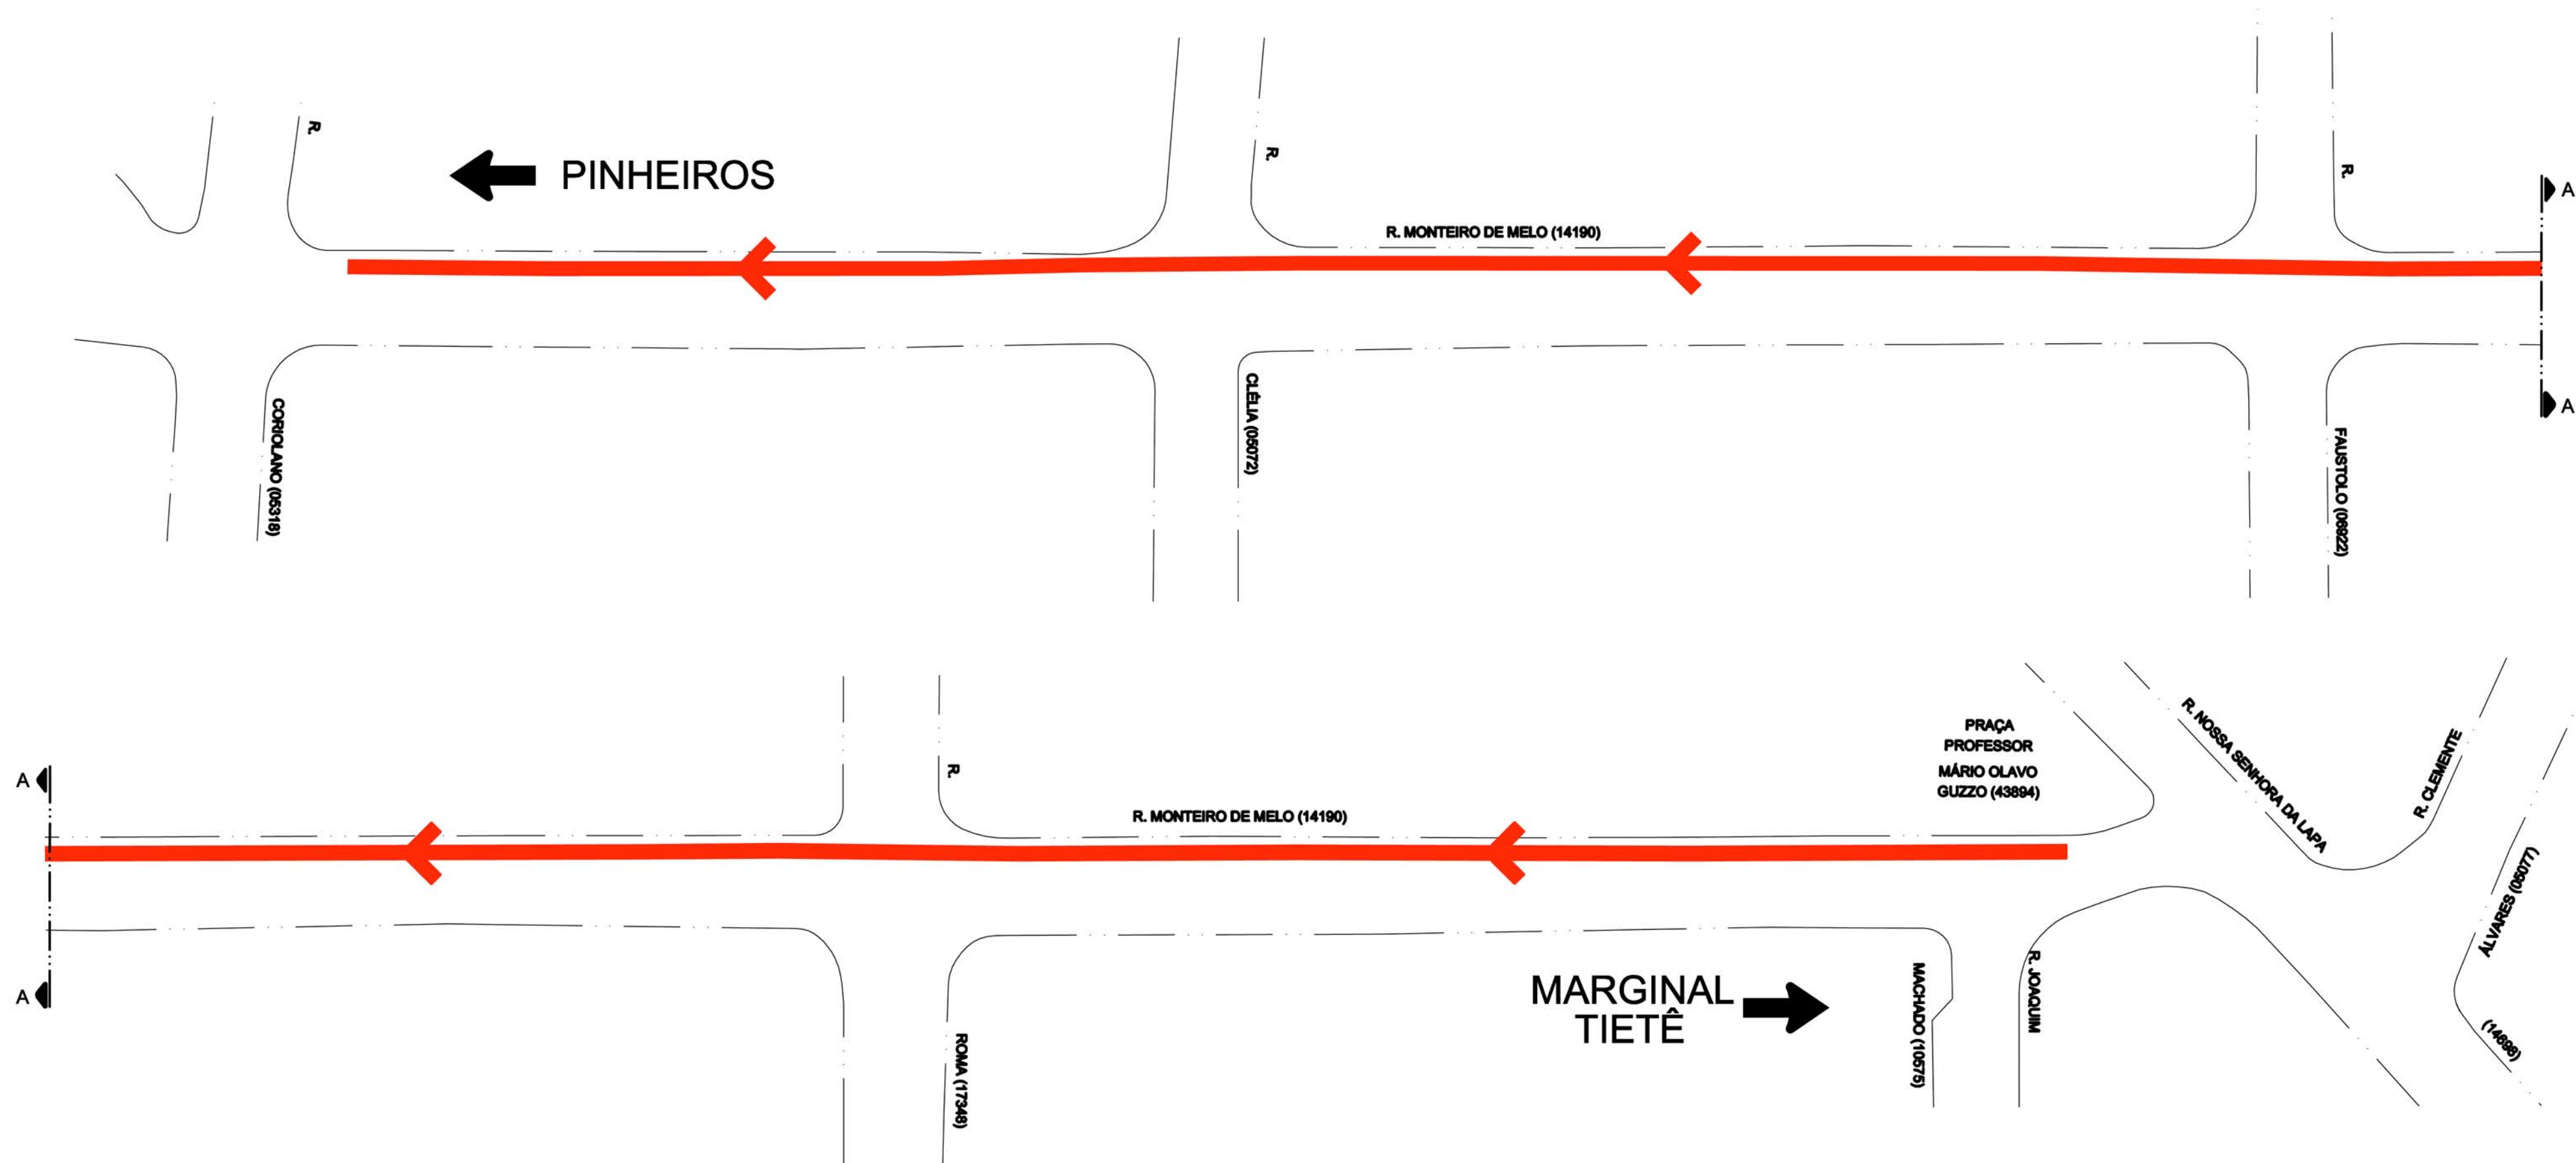 R.
PINHEIROS
R.
R. MONTEIRO DE MELO (14190)
R.
A
CORIOLANO (05318)
CLÉLIA (05072)
FAUSTOLO (06922)
A
A
R.
R. MONTEIRO DE MELO (14190)
PRAÇA
PROFESSOR
MÁRIO OLAVO
GUZZO (43894)
R. NOSSA SENHORA DA LAPA
R. CLEMENTE
ÁLVARES (05077)
A
ROMA (17348)
MARGINAL
TIETÊ
MACHADO (10575)
R. JOAQUIM
(14698)